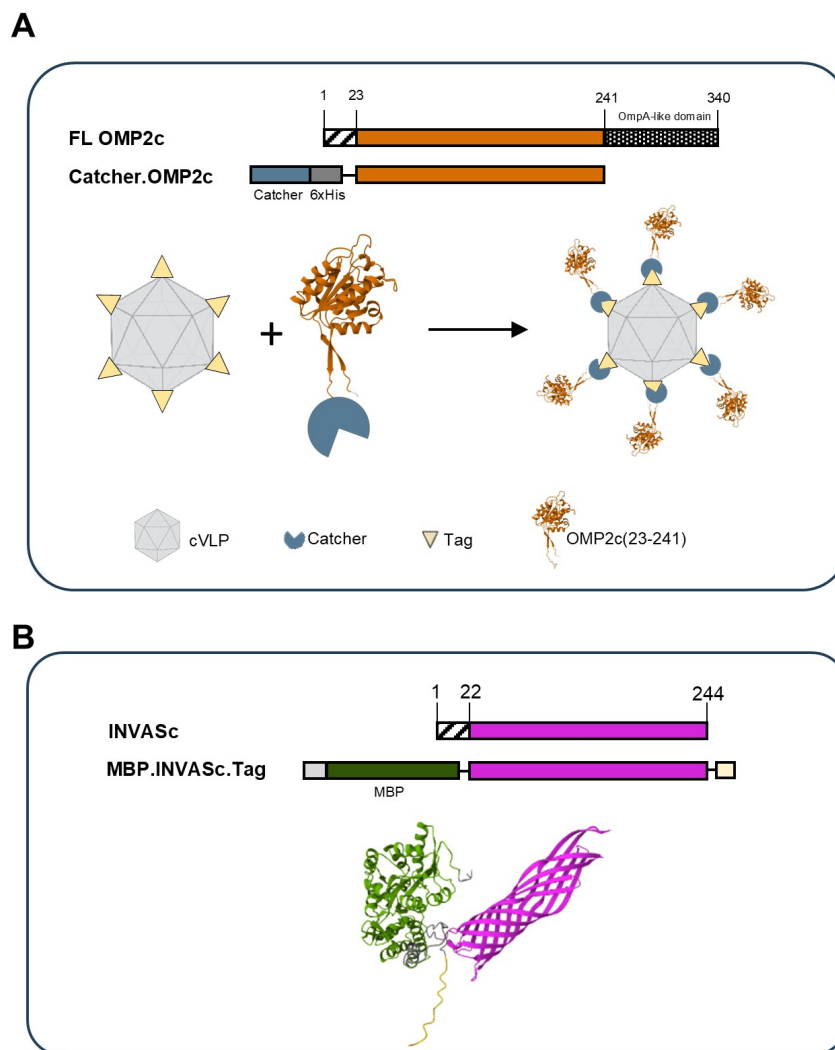 A
1 23 241 340
OmpA-like domain
FL OMP2c
Catcher.OMP2c
Catcher 6xHis
+
cVLP Catcher Tag OMP2c(23-241)
B
1 22 244
INVASc
MBP.INVASc.Tag
MBP